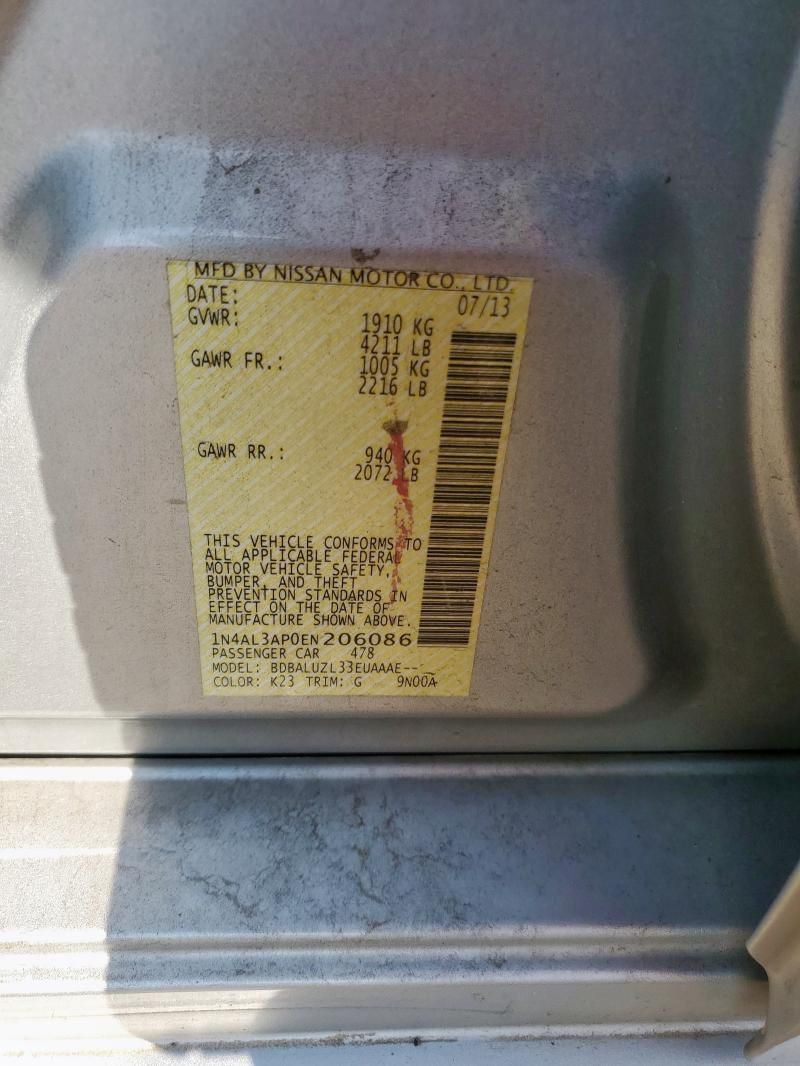 MFD BY NISSAN MOTOR CO., LTD.
DATE: 07/13
GVWR: 1910 KG
4211 LB
GAWR FR.: 1005 KG
2216 LB
GAWR RR.: 940 KG
2072 LB
THIS VEHICLE CONFORMS TO
ALL APPLICABLE FEDERAL
MOTOR VEHICLE SAFETY,
BUMPER, AND THEFT
PREVENTION STANDARDS IN
EFFECT ON THE DATE OF
MANUFACTURE SHOWN ABOVE.
1N4AL3AP0EN206086
PASSENGER CAR 478
MODEL: BDBALUZL33EUAAAE---
COLOR: K23 TRIM: G 9N00A